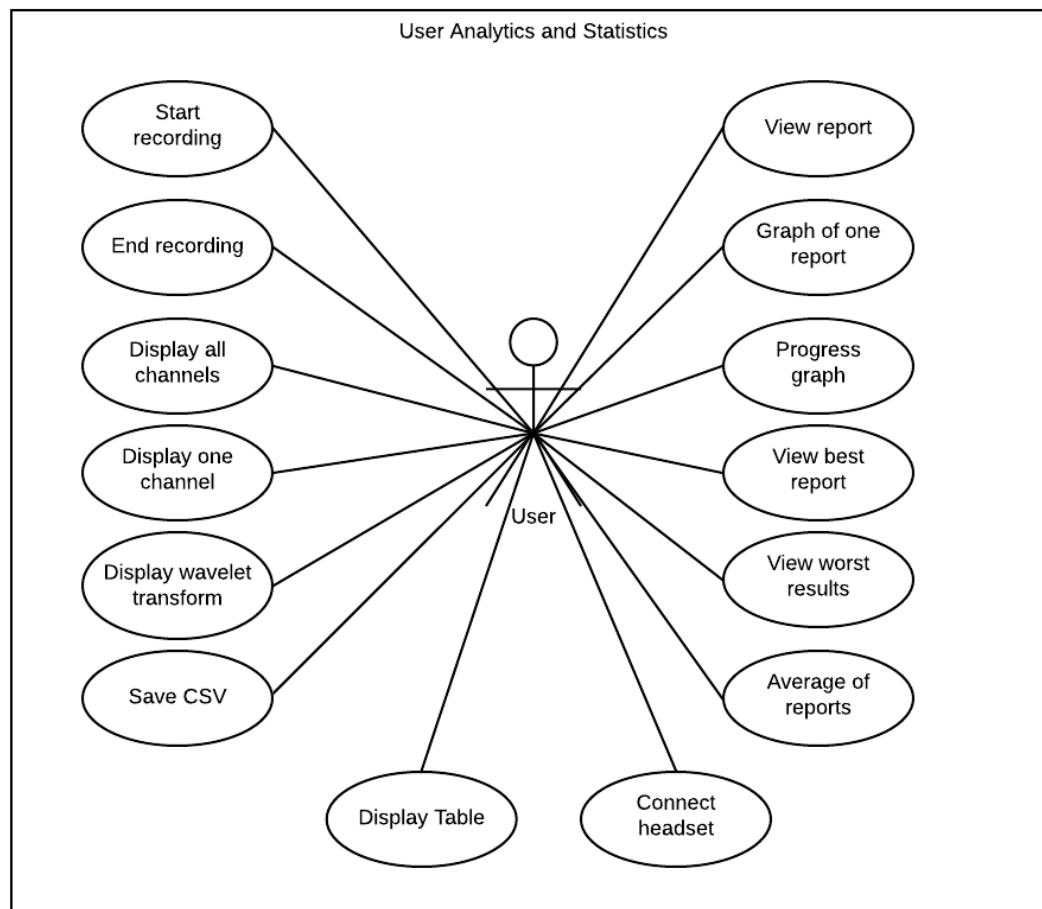 User Analytics and Statistics
Start
recording
End recording
Display all
channels
Display one
channel
Display wavelet
transform
Save CSV
Display Table
Connect
headset
User
View report
Graph of one
report
Progress
graph
View best
report
View worst
results
Average of
reports